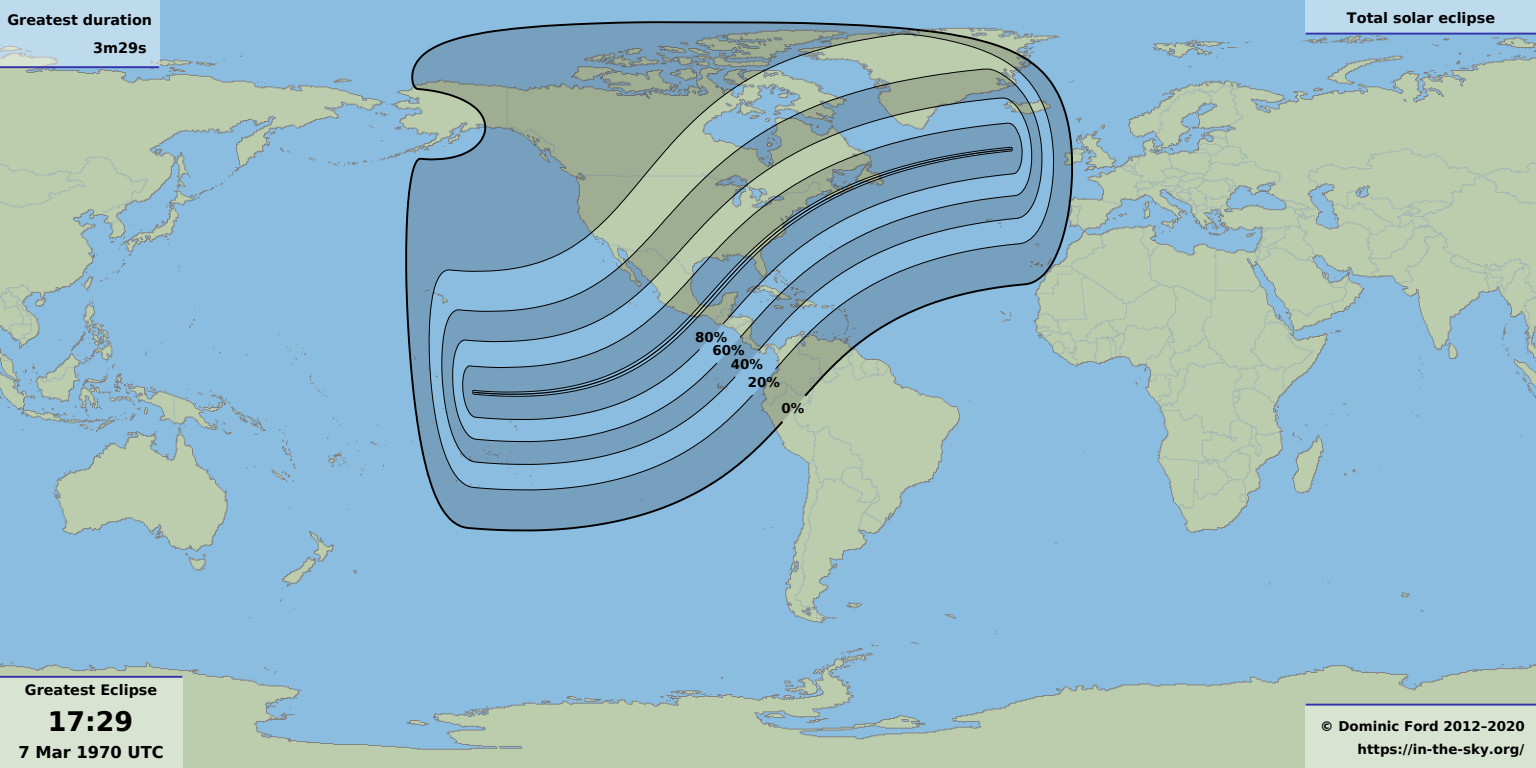 Greatest duration
3m29s
Total solar eclipse
80%
60%
40%
20%
0%
Greatest Eclipse
17:29
7 Mar 1970 UTC
© Dominic Ford 2012–2020
https://in-the-sky.org/